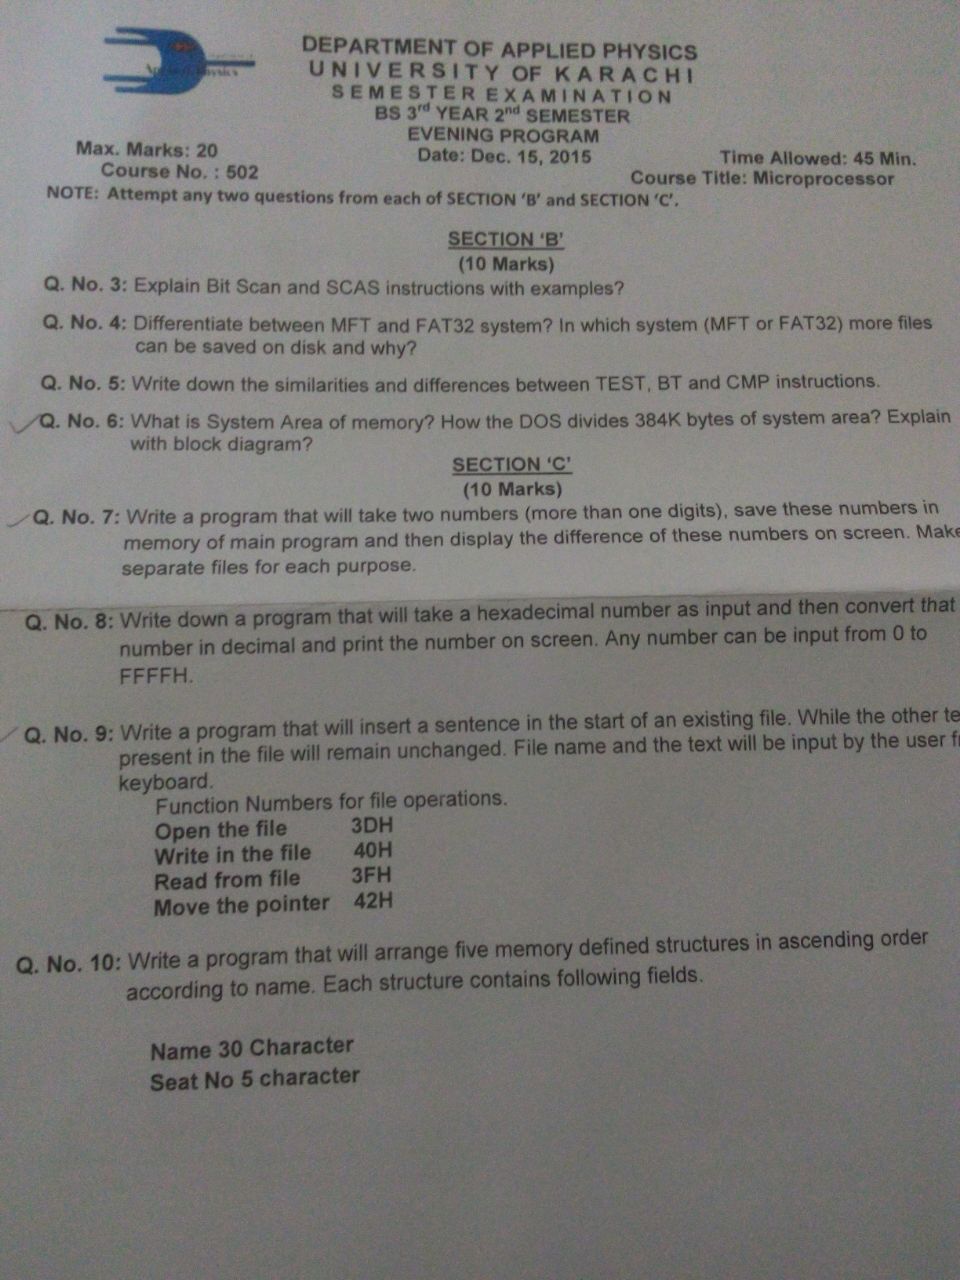 DEPARTMENT OF APPLIED PHYSICS
UNIVERSITY OF KARACHI
SEMESTER EXAMINATION
BS 3rd YEAR 2nd SEMESTER
EVENING PROGRAM
Max. Marks: 20 Date: Dec. 15, 2015 Time Allowed: 45 Min.
Course No. : 502 Course Title: Microprocessor
NOTE: Attempt any two questions from each of SECTION 'B' and SECTION 'C'.
SECTION 'B'
(10 Marks)
Q. No. 3: Explain Bit Scan and SCAS instructions with examples?
Q. No. 4: Differentiate between MFT and FAT32 system? In which system (MFT or FAT32) more files
can be saved on disk and why?
Q. No. 5: Write down the similarities and differences between TEST, BT and CMP instructions.
Q. No. 6: What is System Area of memory? How the DOS divides 384K bytes of system area? Explain
with block diagram?
SECTION 'C'
(10 Marks)
Q. No. 7: Write a program that will take two numbers (more than one digits), save these numbers in
memory of main program and then display the difference of these numbers on screen. Make
separate files for each purpose.
Q. No. 8: Write down a program that will take a hexadecimal number as input and then convert that
number in decimal and print the number on screen. Any number can be input from 0 to
FFFFH.
Q. No. 9: Write a program that will insert a sentence in the start of an existing file. While the other te
present in the file will remain unchanged. File name and the text will be input by the user f
keyboard.
Function Numbers for file operations.
Open the file 3DH
Write in the file 40H
Read from file 3FH
Move the pointer 42H
Q. No. 10: Write a program that will arrange five memory defined structures in ascending order
according to name. Each structure contains following fields.
Name 30 Character
Seat No 5 character